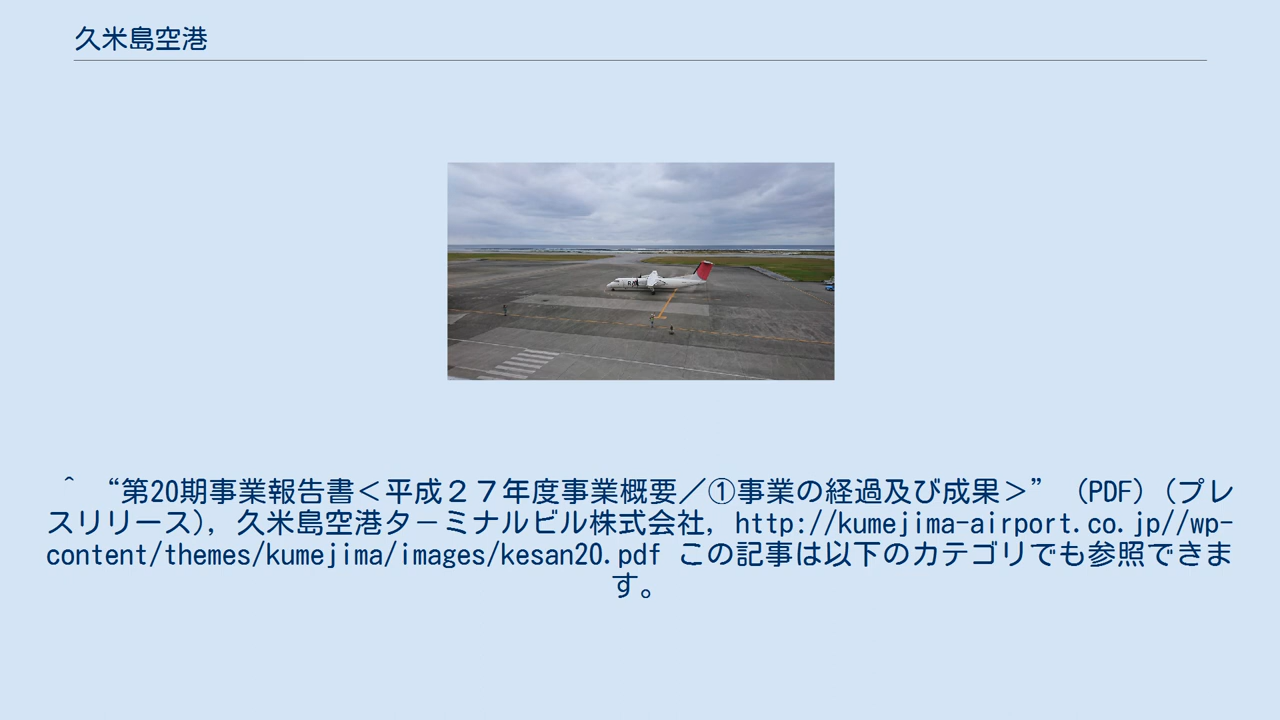 久米島空港
^ “第20期事業報告書＜平成２７年度事業概要／①事業の経過及び成果＞” (PDF) (プレ
スリリース), 久米島空港ターミナルビル株式会社, http://kumejima-airport.co.jp//wp-
content/themes/kumejima/images/kesan20.pdf この記事は以下のカテゴリでも参照できま
す。